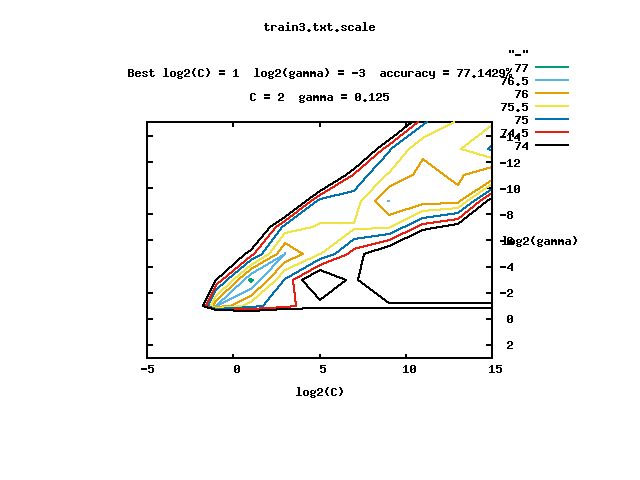 train3.txt.scale
"-"
Best log2(C) = 1  log2(gamma) = -3  accuracy = 77.1429%
77
76.5
C = 2  gamma = 0.125
76
75.5
75
74.5
74
-14
-12
-10
-8
-6
log2(gamma)
-4
-2
0
2
-5 0 5 10 15
log2(C)